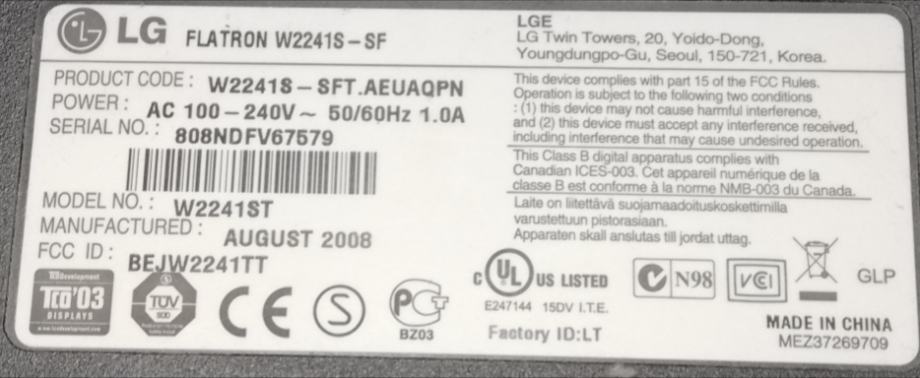 LG FLATRON W2241S-SF
PRODUCT CODE : W2241S-SFT.AEUAQPN
POWER : AC 100-240V ~ 50/60Hz 1.0A
SERIAL NO. : 808NDFV67579
MODEL NO. : W2241ST
MANUFACTURED : AUGUST 2008
FCC ID : BEJW2241TT
TCO Development
TCO'03
DISPLAYS
www.tcodevelopment.com
TÜV
SÜD
CE
S
PCT
BZ03
LGE
LG Twin Towers, 20, Yoido-Dong,
Youngdungpo-Gu, Seoul, 150-721, Korea.
This device complies with part 15 of the FCC Rules.
Operation is subject to the following two conditions
: (1) this device may not cause harmful interference,
and (2) this device must accept any interference received,
including interference that may cause undesired operation.
This Class B digital apparatus complies with
Canadian ICES-003. Cet appareil numérique de la
classe B est conforme à la norme NMB-003 du Canada.
Laite on liitettävä suojamaadoituskoskettimilla
varustettuun pistorasiaan.
Apparaten skall anslutas till jordat uttag.
C UL US LISTED
E247144 15DV I.T.E.
Factory ID:LT
N98
VCI
GLP
MADE IN CHINA
MEZ37269709